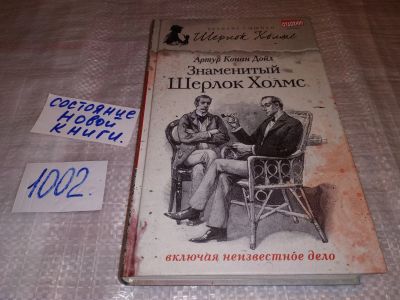 Шерлок Холмс
Артур Конан Дойл
Знаменитый
Шерлок Холмс
включая неизвестное дело
состояние
новой
книги.
1002.